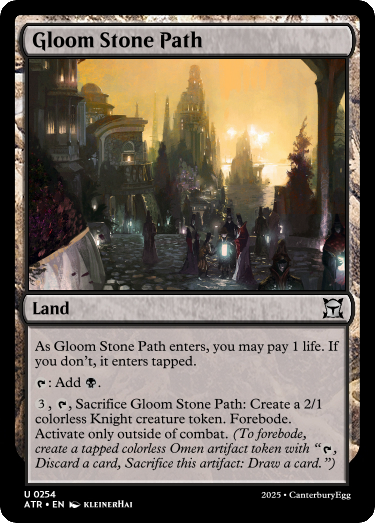 Gloom Stone Path
Land
As Gloom Stone Path enters, you may pay 1 life. If
you don't, it enters tapped.
: Add .
3, , Sacrifice Gloom Stone Path: Create a 2/1
colorless Knight creature token. Forebode.
Activate only outside of combat. (To forebode,
create a tapped colorless Omen artifact token with “,
Discard a card, Sacrifice this artifact: Draw a card.”)
U 0254
ATR • EN KLEINERHAI
2025 • CanterburyEgg